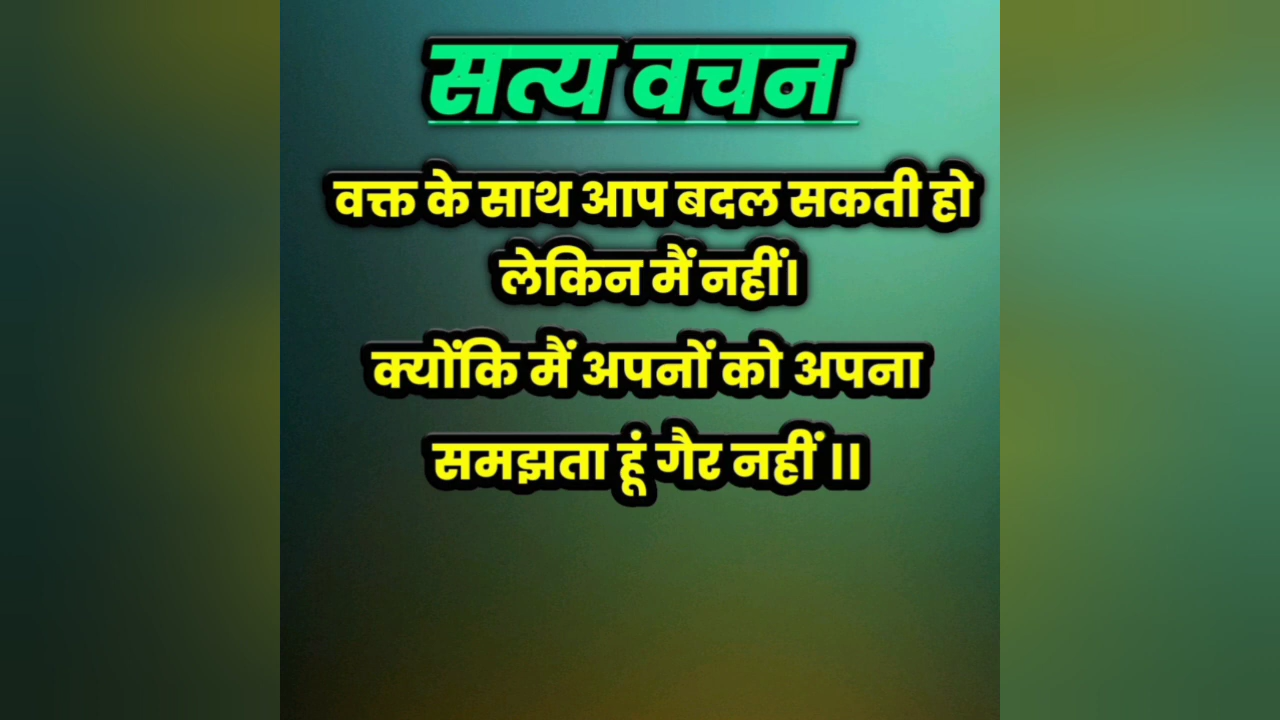 सत्य वचन
वक्त के साथ आप बदल सकती हो
लेकिन मैं नहीं।
क्योंकि मैं अपनों को अपना
समझता हूं गैर नहीं ।।